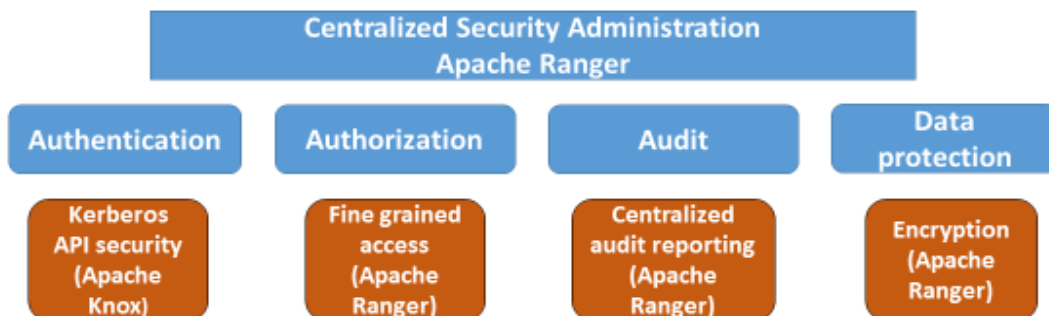 Centralized Security Administration
Apache Ranger
Authentication
Authorization
Audit
Data
protection
Kerberos
API security
(Apache
Knox)
Fine grained
access
(Apache
Ranger)
Centralized
audit reporting
(Apache
Ranger)
Encryption
(Apache
Ranger)